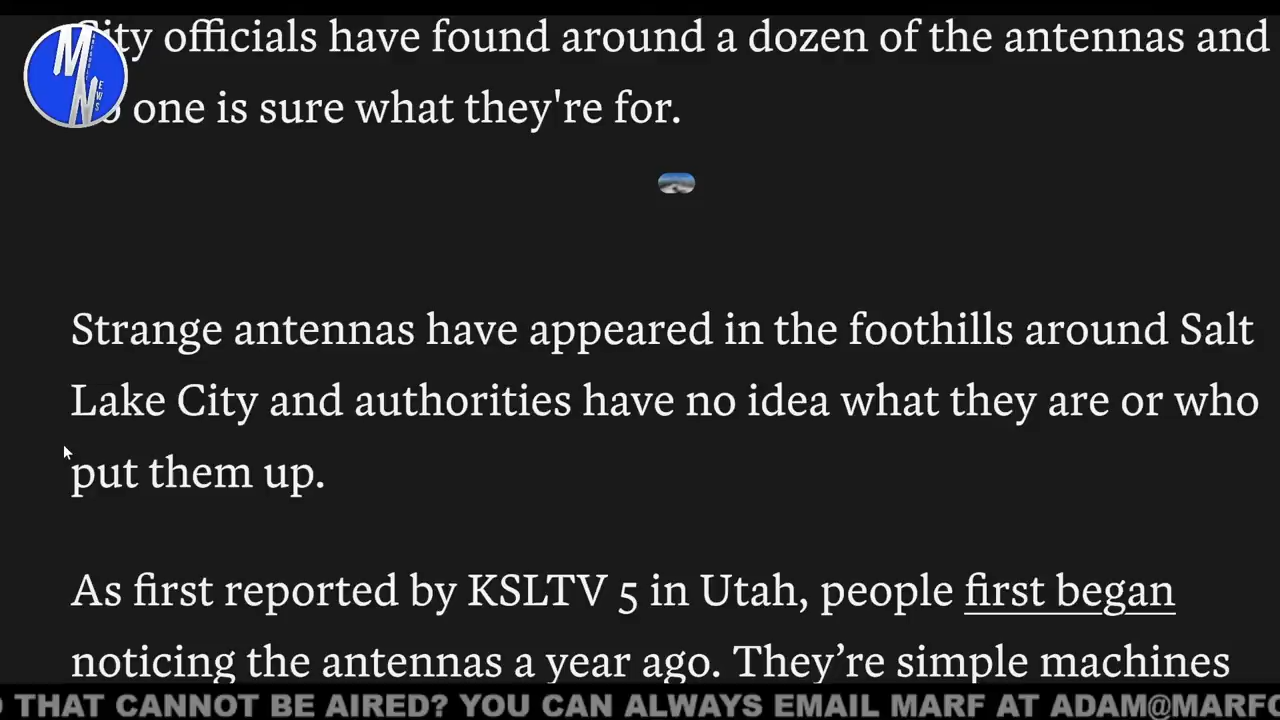 City officials have found around a dozen of the antennas and
one is sure what they're for.
Strange antennas have appeared in the foothills around Salt
Lake City and authorities have no idea what they are or who
put them up.
As first reported by KSLTV 5 in Utah, people first began
noticing the antennas a year ago. They’re simple machines
THAT CANNOT BE AIRED? YOU CAN ALWAYS EMAIL MARF AT ADAM@MARFO